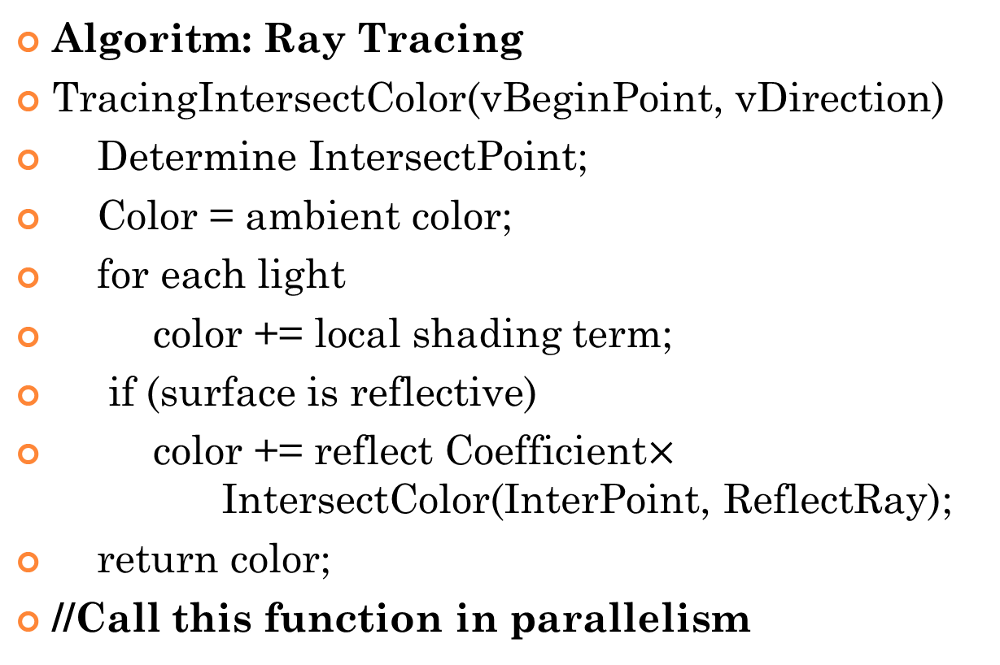 Algoritm: Ray Tracing
TracingIntersectColor(vBeginPoint, vDirection)
Determine IntersectPoint;
Color = ambient color;
for each light
color += local shading term;
if (surface is reflective)
color += reflect Coefficient×
IntersectColor(InterPoint, ReflectRay);
return color;
//Call this function in parallelism